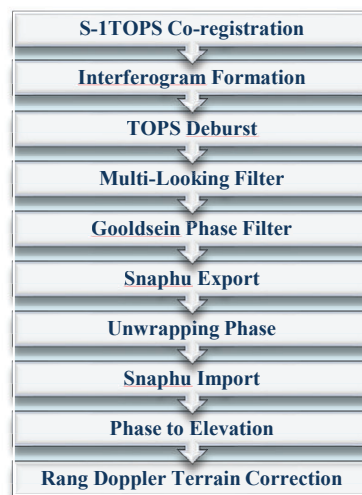 S-1TOPS Co-registration
Interferogram Formation
TOPS Deburst
Multi-Looking Filter
Gooldsein Phase Filter
Snaphu Export
Unwrapping Phase
Snaphu Import
Phase to Elevation
Rang Doppler Terrain Correction